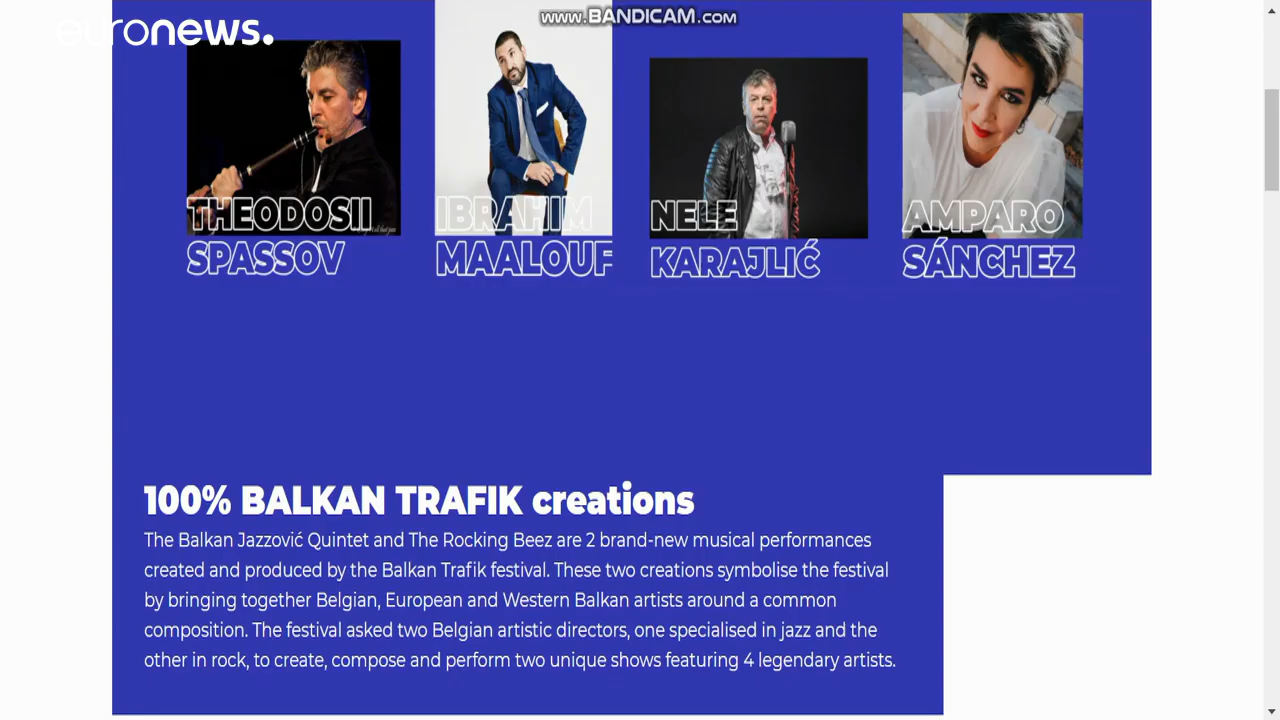 euronews.
www.BANDICAM.com
THEODOSII
SPASSOV
IBRAHIM
MAALOUF
NELE
KARAJLIĆ
AMPARO
SÁNCHEZ
100% BALKAN TRAFIK creations
The Balkan Jazzović Quintet and The Rocking Beez are 2 brand-new musical performances
created and produced by the Balkan Trafik festival. These two creations symbolise the festival
by bringing together Belgian, European and Western Balkan artists around a common
composition. The festival asked two Belgian artistic directors, one specialised in jazz and the
other in rock, to create, compose and perform two unique shows featuring 4 legendary artists.